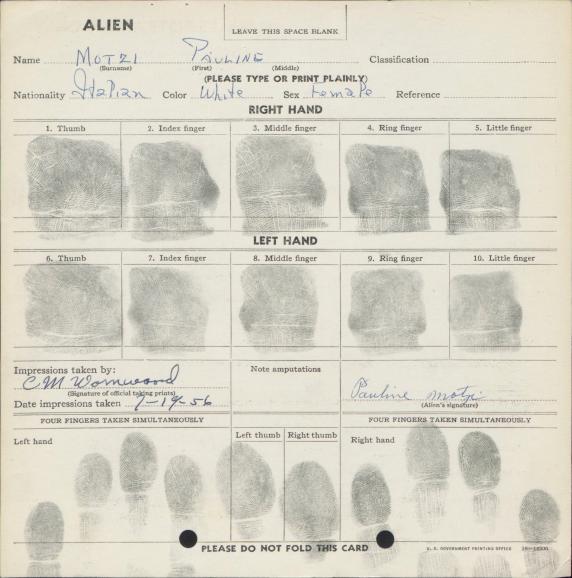 ALIEN
LEAVE THIS SPACE BLANK
Name MOTZI PAULINE Classification
(Surname) (First) (Middle)
(PLEASE TYPE OR PRINT PLAINLY)
Nationality Italian Color White Sex Female Reference
RIGHT HAND
1. Thumb 2. Index finger 3. Middle finger 4. Ring finger 5. Little finger
LEFT HAND
6. Thumb 7. Index finger 8. Middle finger 9. Ring finger 10. Little finger
Impressions taken by:
C M Wormwood
(Signature of official taking prints)
Date impressions taken 7-19-56
Note amputations
Pauline Motzi
(Alien's signature)
FOUR FINGERS TAKEN SIMULTANEOUSLY FOUR FINGERS TAKEN SIMULTANEOUSLY
Left hand Left thumb Right thumb Right hand
PLEASE DO NOT FOLD THIS CARD
U. S. GOVERNMENT PRINTING OFFICE